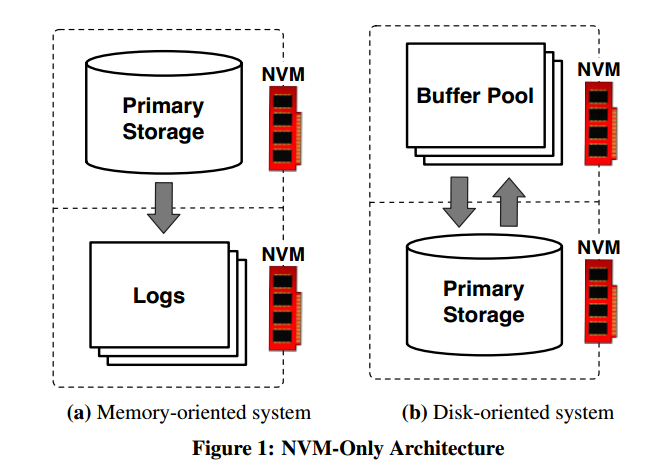 NVM
Primary
Storage
Logs
NVM
(a) Memory-oriented system
NVM
Buffer Pool
Primary
Storage
NVM
(b) Disk-oriented system
Figure 1: NVM-Only Architecture